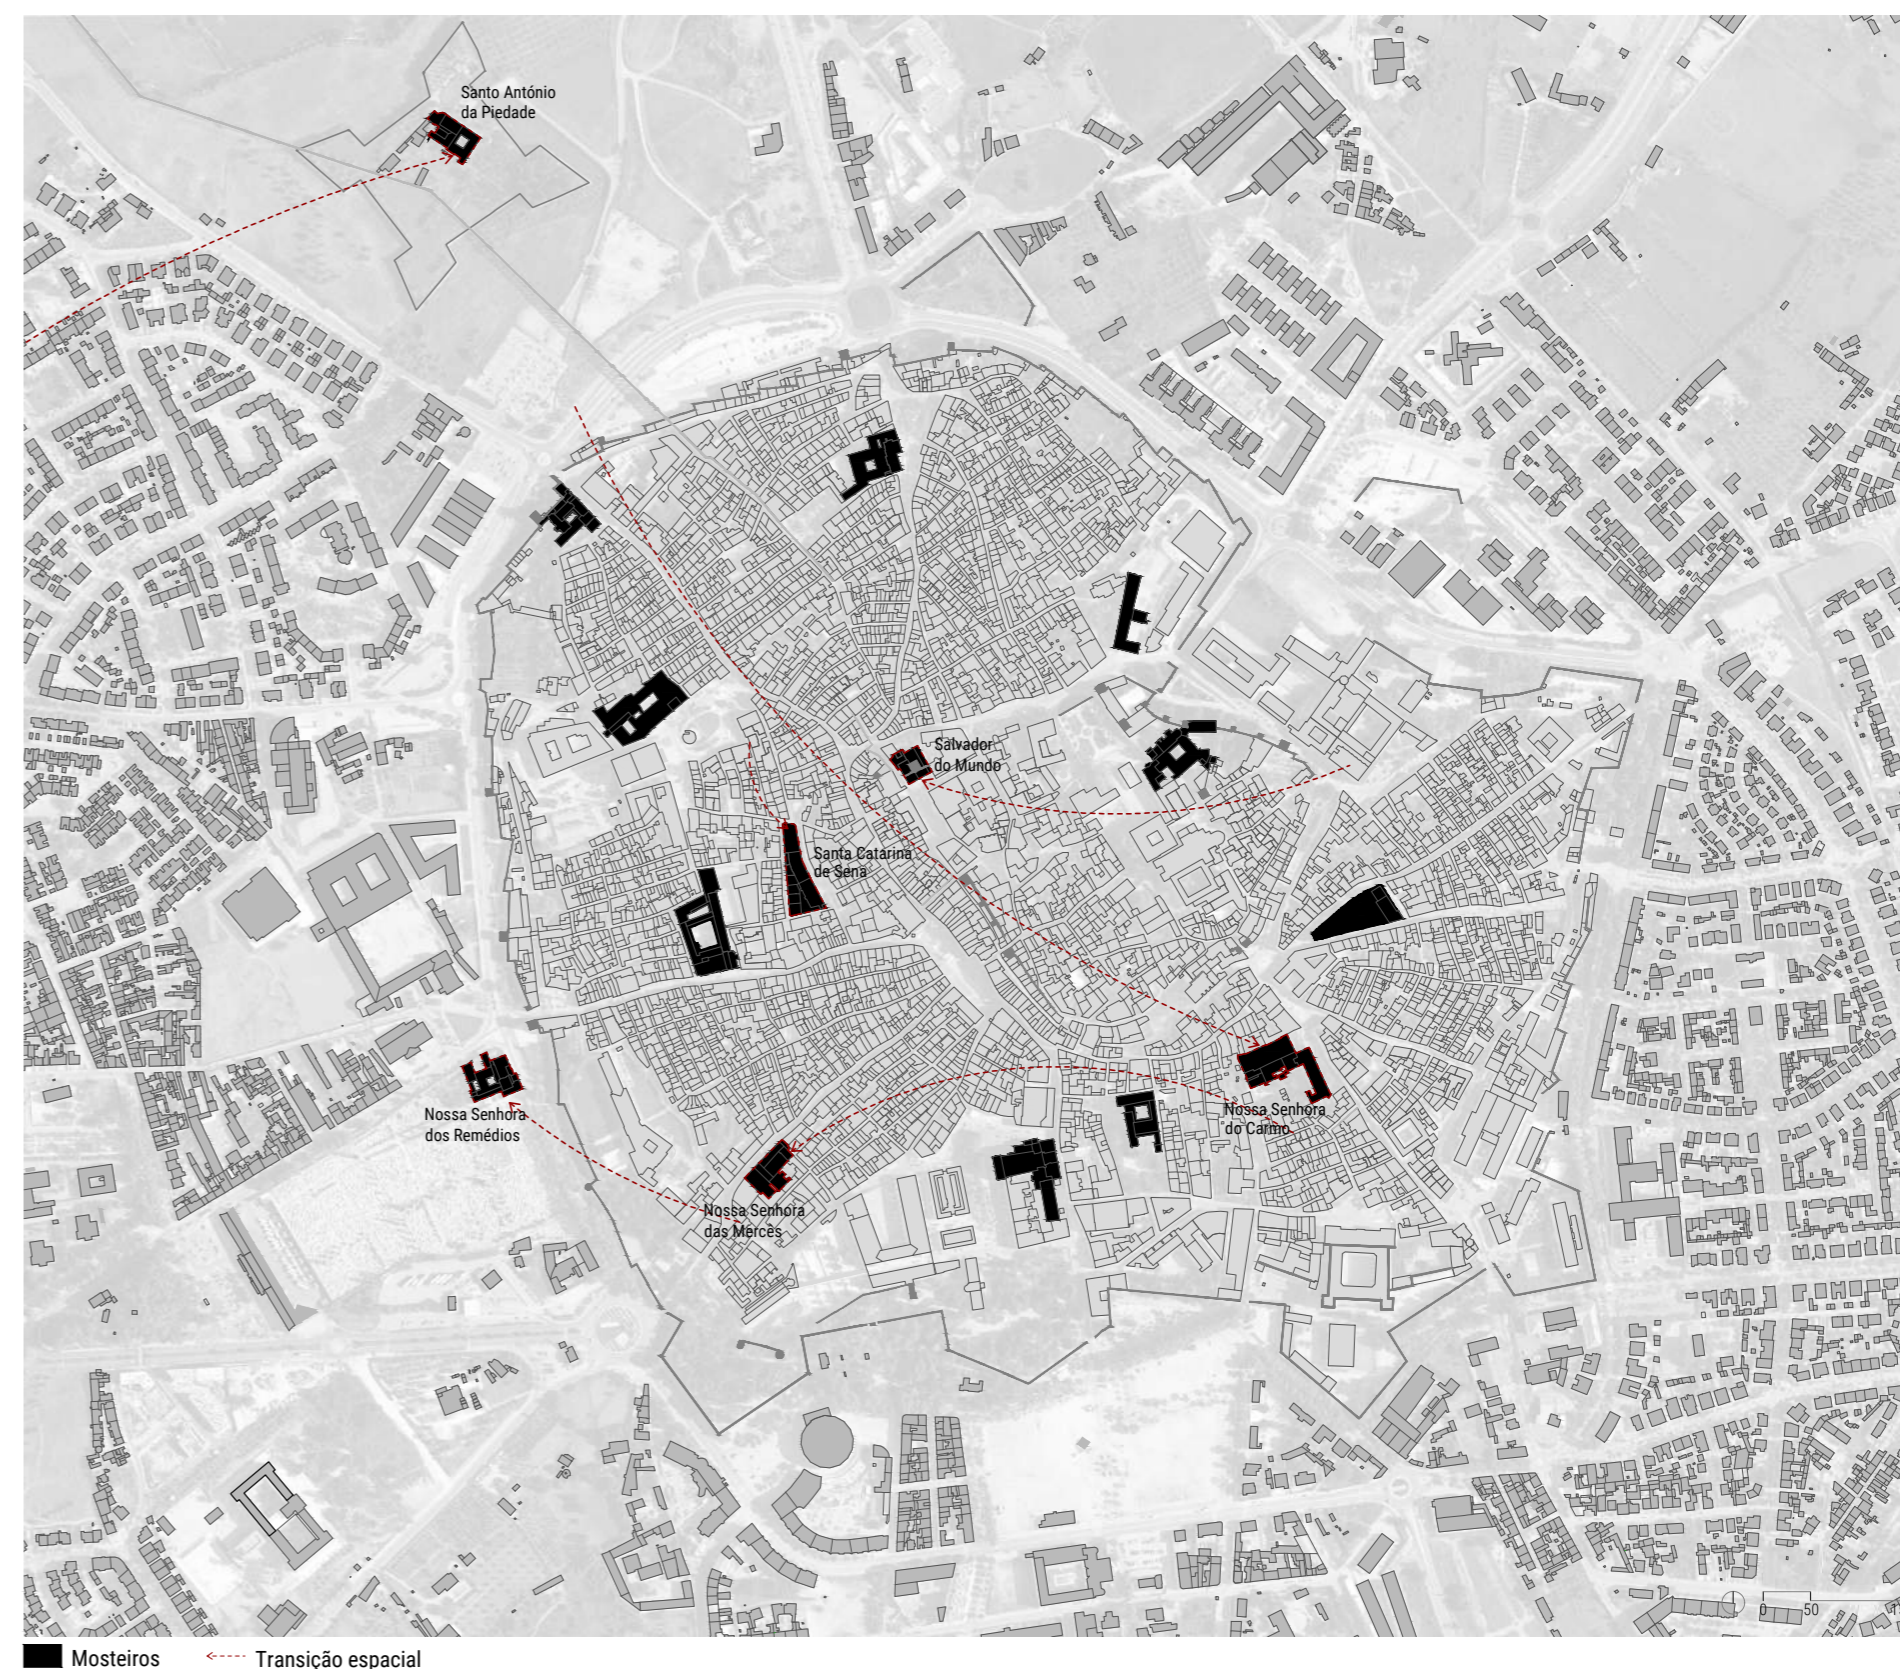 Santo António
da Piedade
Salvador
do Mundo
Santa Catarina
de Sena
Nossa Senhora
dos Remédios
Nossa Senhora
do Carmo
Nossa Senhora
das Mercês
0 50
Mosteiros
Transição espacial